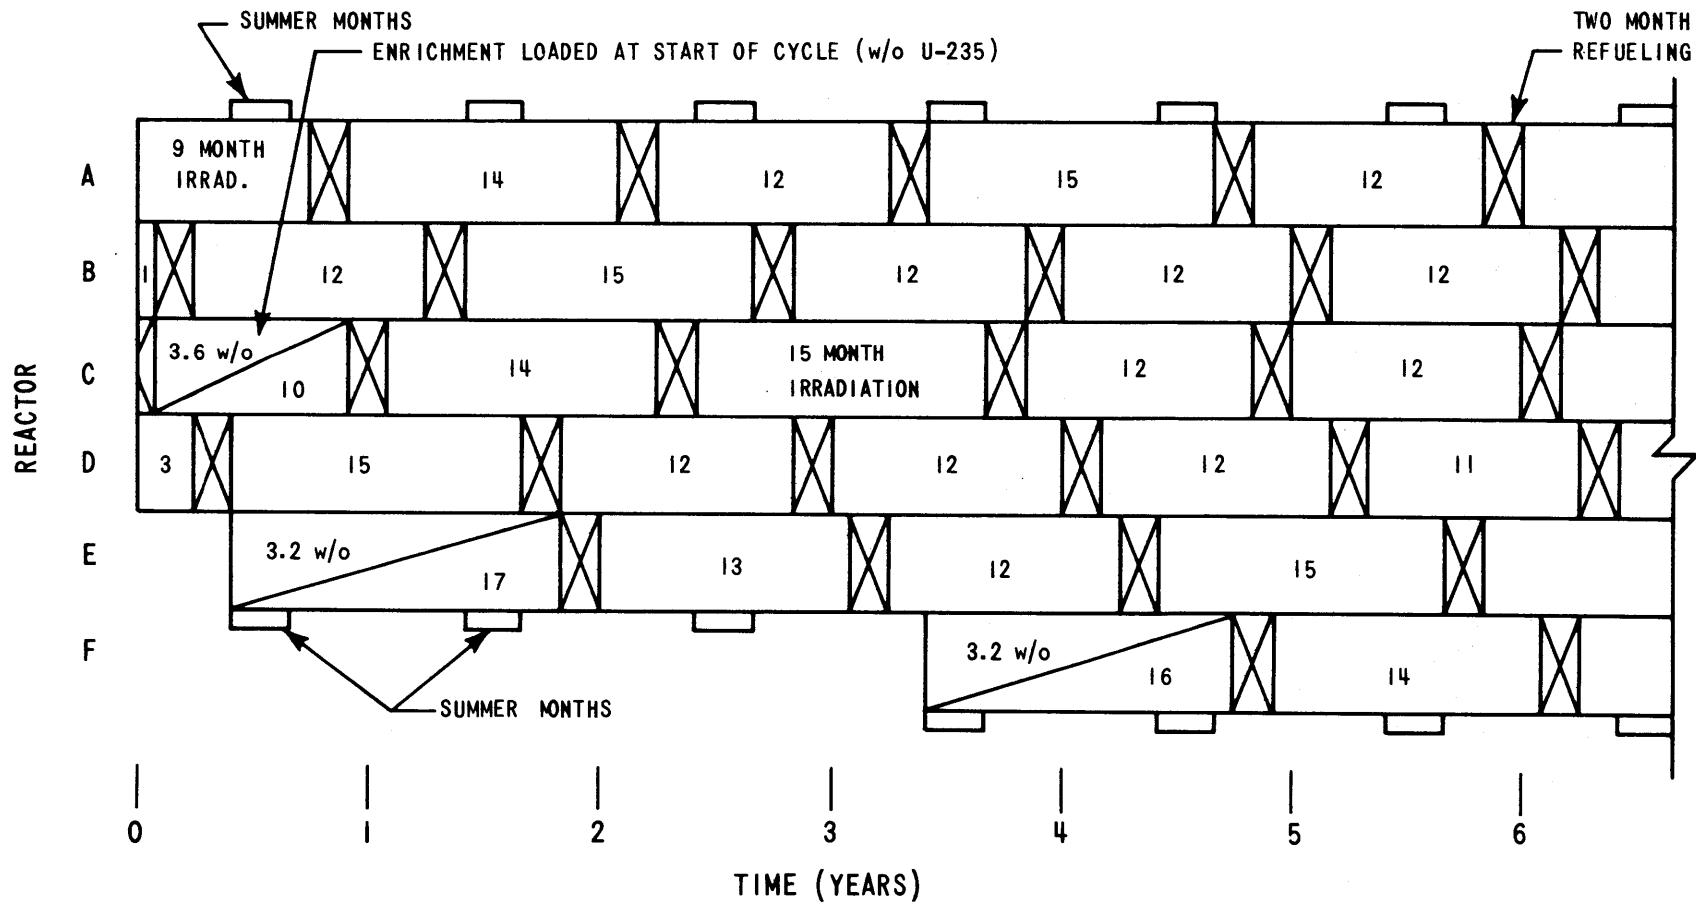 SUMMER MONTHS
ENRICHMENT LOADED AT START OF CYCLE (w/o U-235)
TWO MONTH
REFUELING
REACTOR
A
9 MONTH
IRRAD.
14
12
15
12
B
1
12
15
12
12
12
C
3.6 w/o
10
14
15 MONTH
IRRADIATION
12
12
D
3
15
12
12
12
11
E
3.2 w/o
17
13
12
15
F
3.2 w/o
16
14
SUMMER MONTHS
0 1 2 3 4 5 6
TIME (YEARS)